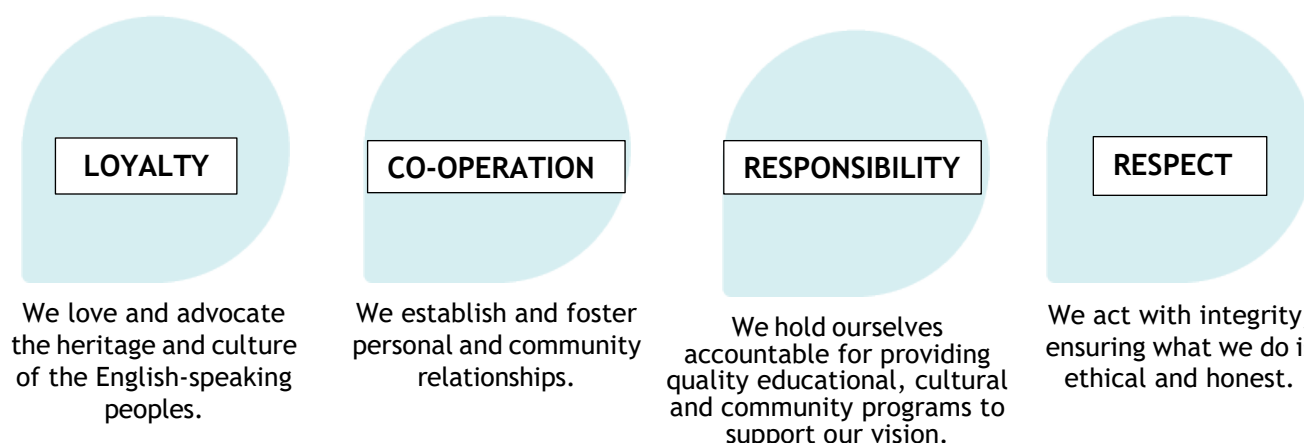 LOYALTY
We love and advocate
the heritage and culture
of the English-speaking
peoples.
CO-OPERATION
We establish and foster
personal and community
relationships.
RESPONSIBILITY
We hold ourselves
accountable for providing
quality educational, cultural
and community programs to
support our vision.
RESPECT
We act with integrity
ensuring what we do
ethical and honest.